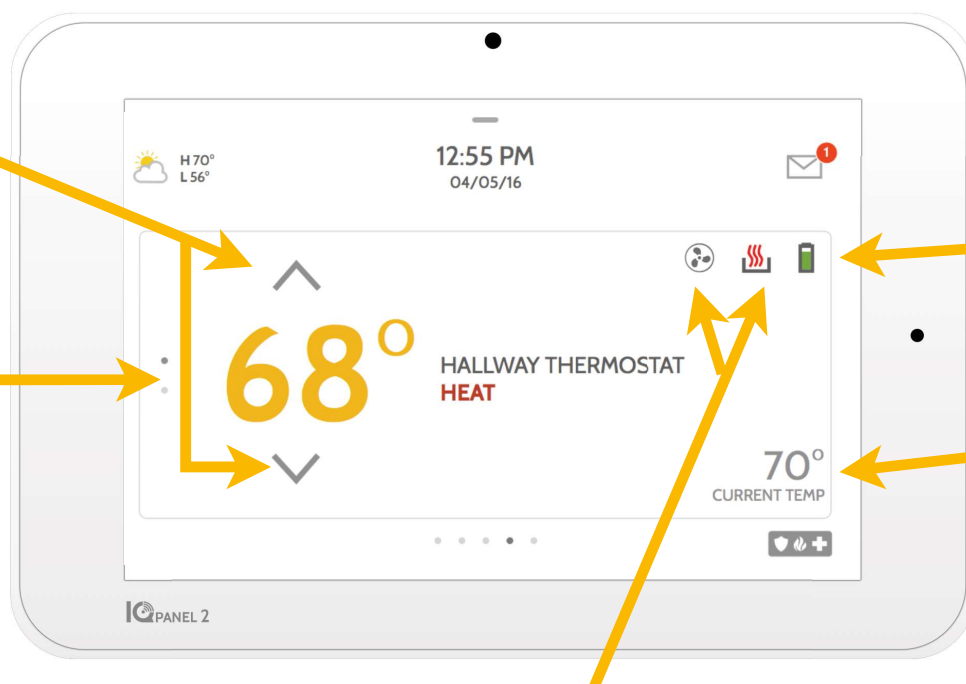 H 70°
L 56°
12:55 PM
04/05/16
1
68°
HALLWAY THERMOSTAT
HEAT
70°
CURRENT TEMP
IQ PANEL 2